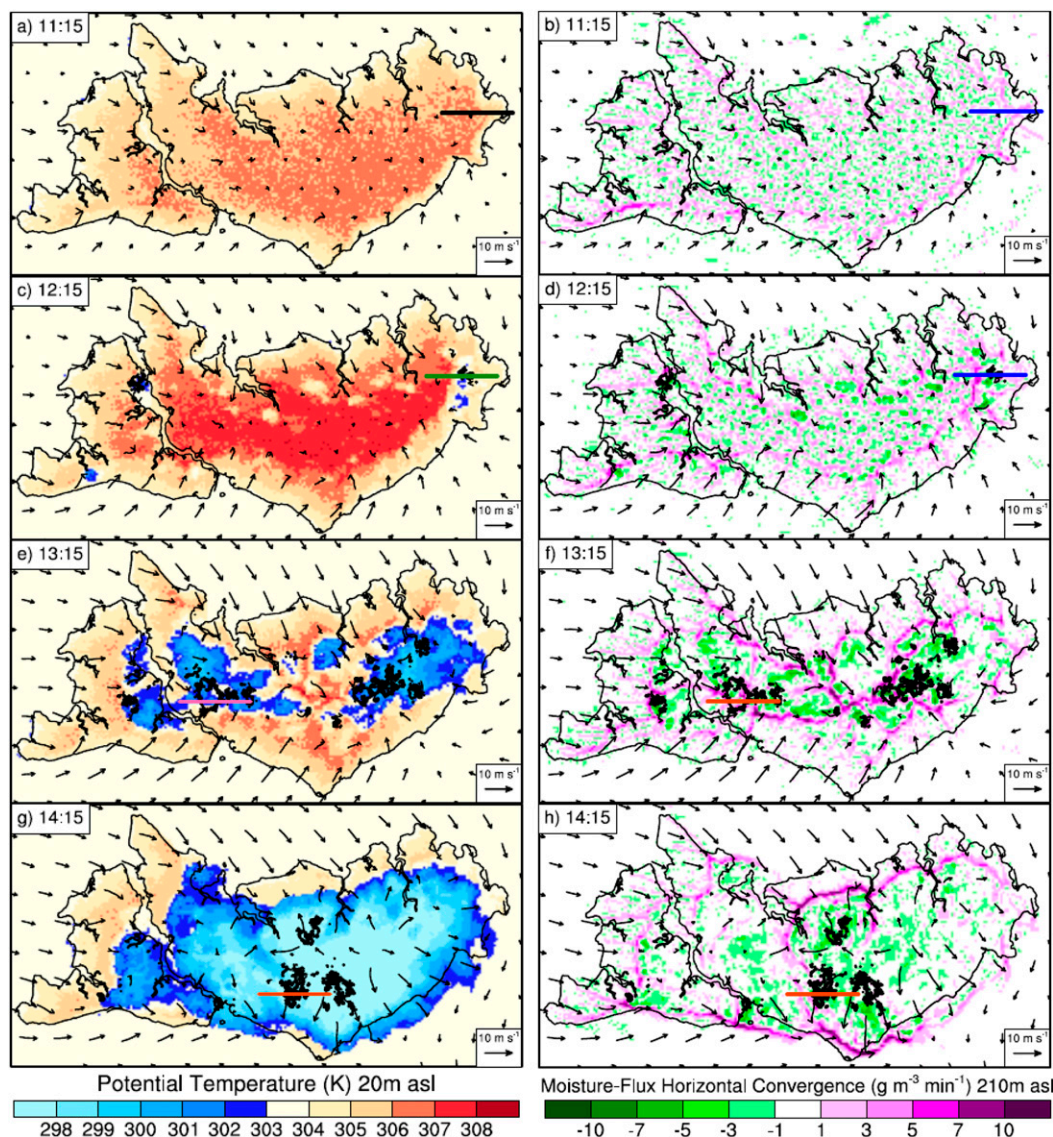 a) 11:15
10 m s-1
b) 11:15
10 m s-1
c) 12:15
10 m s-1
d) 12:15
10 m s-1
e) 13:15
10 m s-1
f) 13:15
10 m s-1
g) 14:15
10 m s-1
h) 14:15
10 m s-1
Potential Temperature (K) 20m asl
298 299 300 301 302 303 304 305 306 307 308
Moisture-Flux Horizontal Convergence (g m-3 min-1) 210m asl
-10 -7 -5 -3 -1 1 3 5 7 10